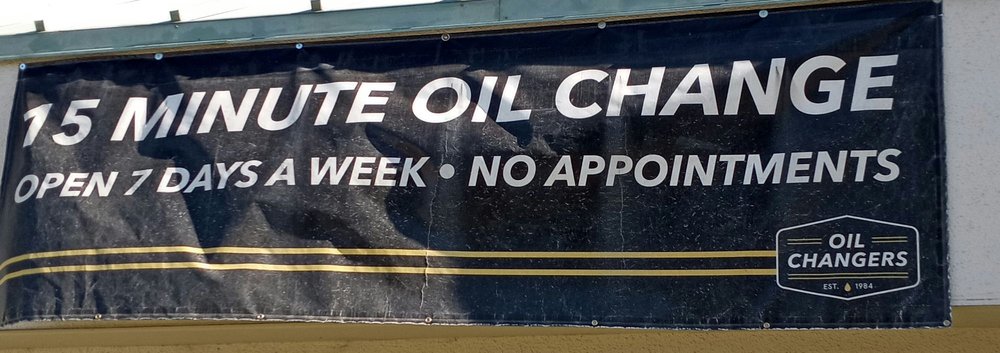 15 MINUTE OIL CHANGE
OPEN 7 DAYS A WEEK • NO APPOINTMENTS
OIL
CHANGERS
EST. 1984